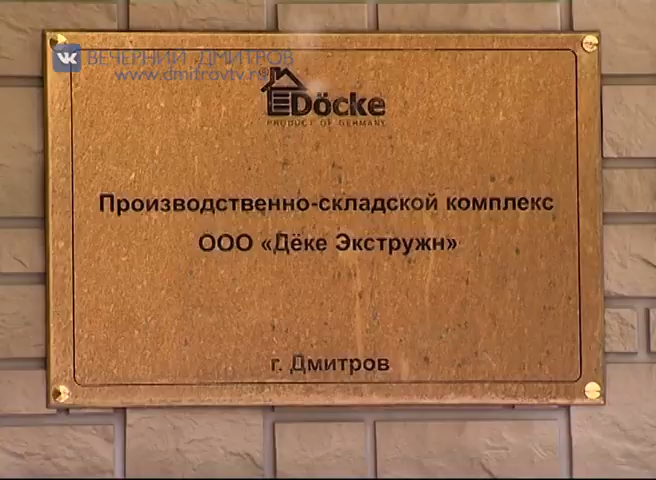 ВЕЧЕРНИЙ ДМИТРОВ
www.dmitrovtv.ru
Döcke
PRODUCT OF GERMANY
Производственно-складской комплекс
ООО «Дёке Экстружн»
г. Дмитров